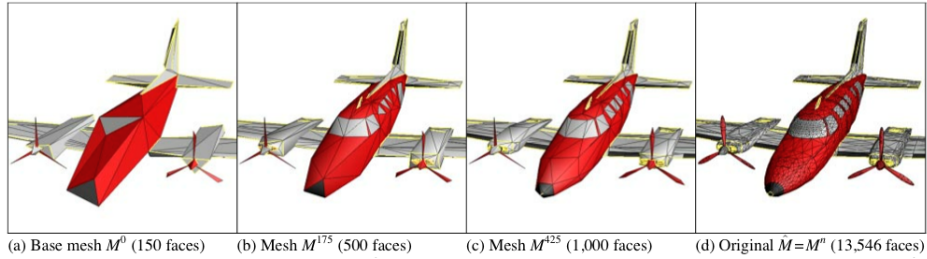 (a) Base mesh M⁰ (150 faces) (b) Mesh M¹⁷⁵ (500 faces) (c) Mesh M⁴²⁵ (1,000 faces) (d) Original M̂=Mⁿ (13,546 faces)